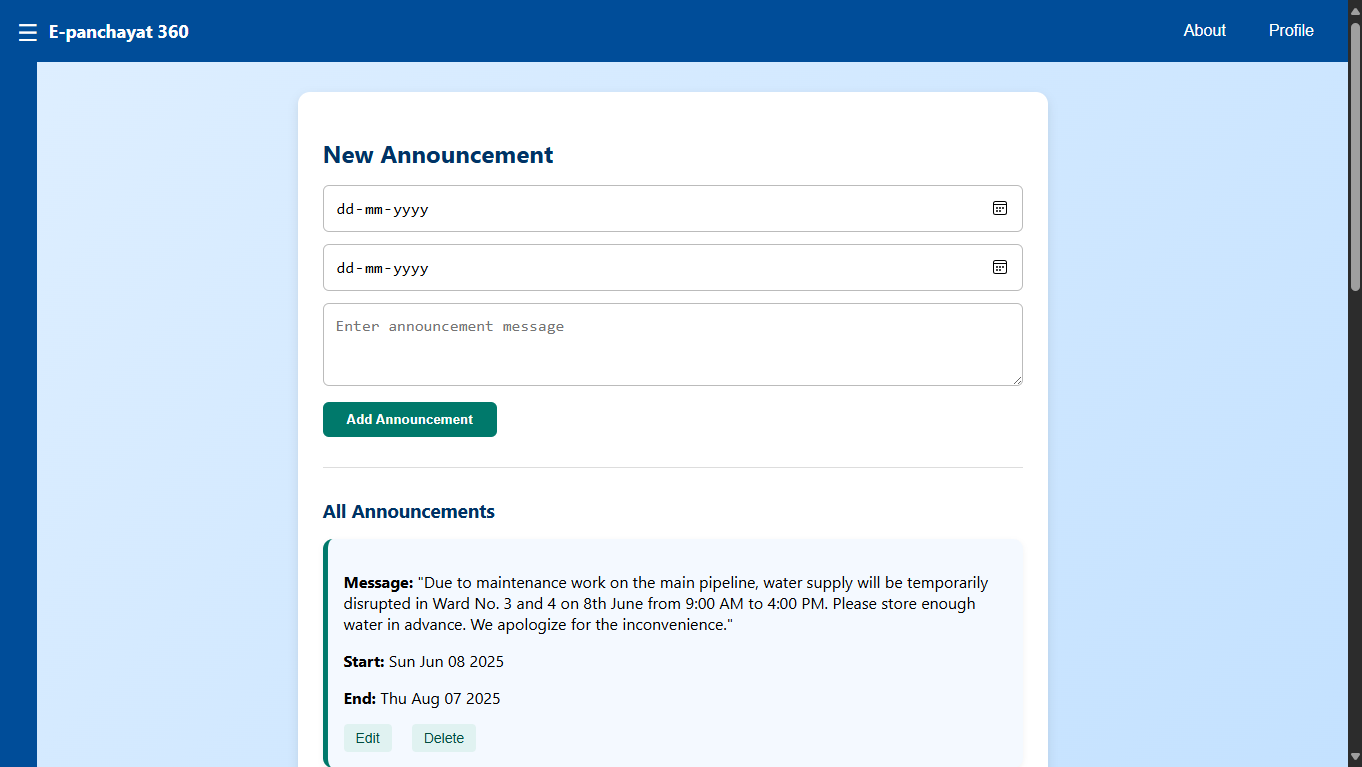 ☰ E-panchayat 360
About
Profile
New Announcement
dd-mm-yyyy
dd-mm-yyyy
Enter announcement message
Add Announcement
All Announcements
Message: "Due to maintenance work on the main pipeline, water supply will be temporarily
disrupted in Ward No. 3 and 4 on 8th June from 9:00 AM to 4:00 PM. Please store enough
water in advance. We apologize for the inconvenience."
Start: Sun Jun 08 2025
End: Thu Aug 07 2025
Edit
Delete